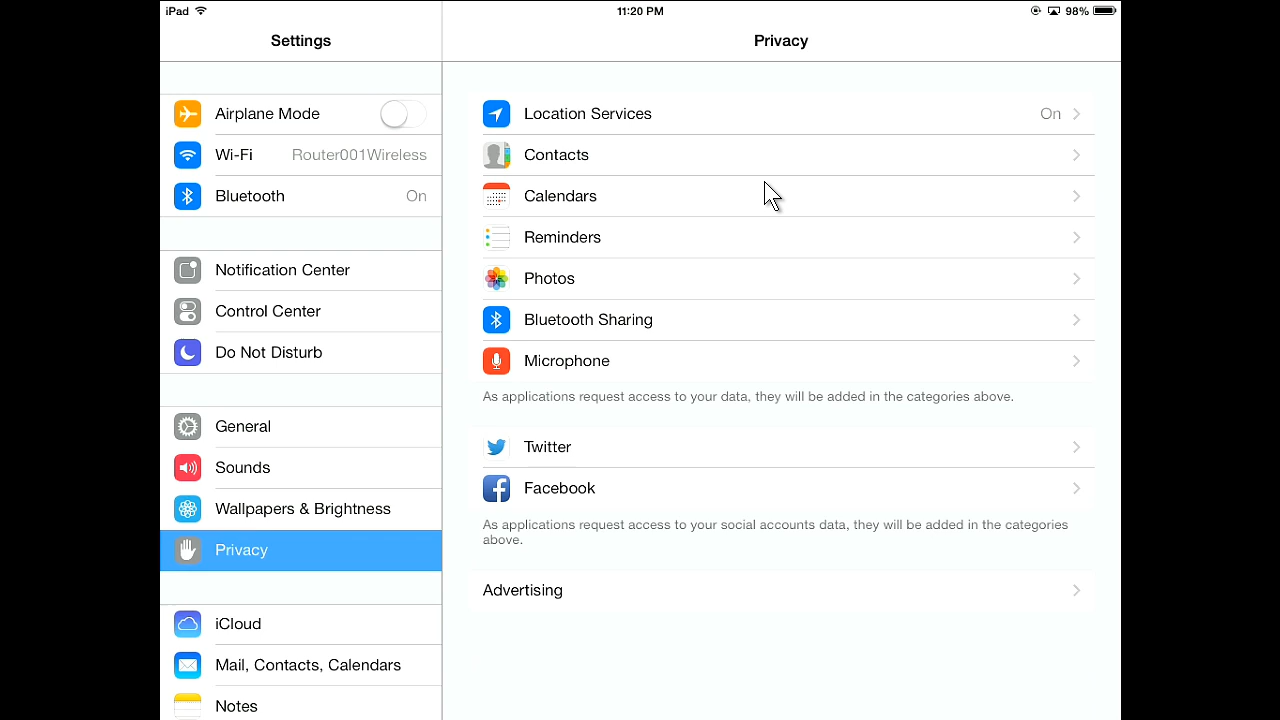 iPad
11:20 PM
98%
Settings
Privacy
Airplane Mode
Wi-Fi Router001Wireless
Bluetooth On
Notification Center
Control Center
Do Not Disturb
General
Sounds
Wallpapers & Brightness
Privacy
iCloud
Mail, Contacts, Calendars
Notes
Location Services On
Contacts
Calendars
Reminders
Photos
Bluetooth Sharing
Microphone
As applications request access to your data, they will be added in the categories above.
Twitter
Facebook
As applications request access to your social accounts data, they will be added in the categories
above.
Advertising